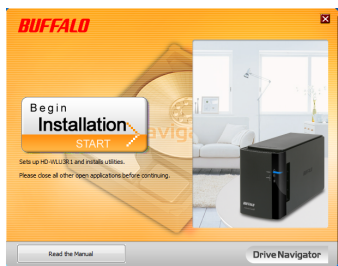 BUFFALO
Begin
Installation
START
Sets up HD-WLU3R1 and installs utilities.
Please close all other open applications before continuing.
BUFFALO
Read the Manual
DriveNavigator